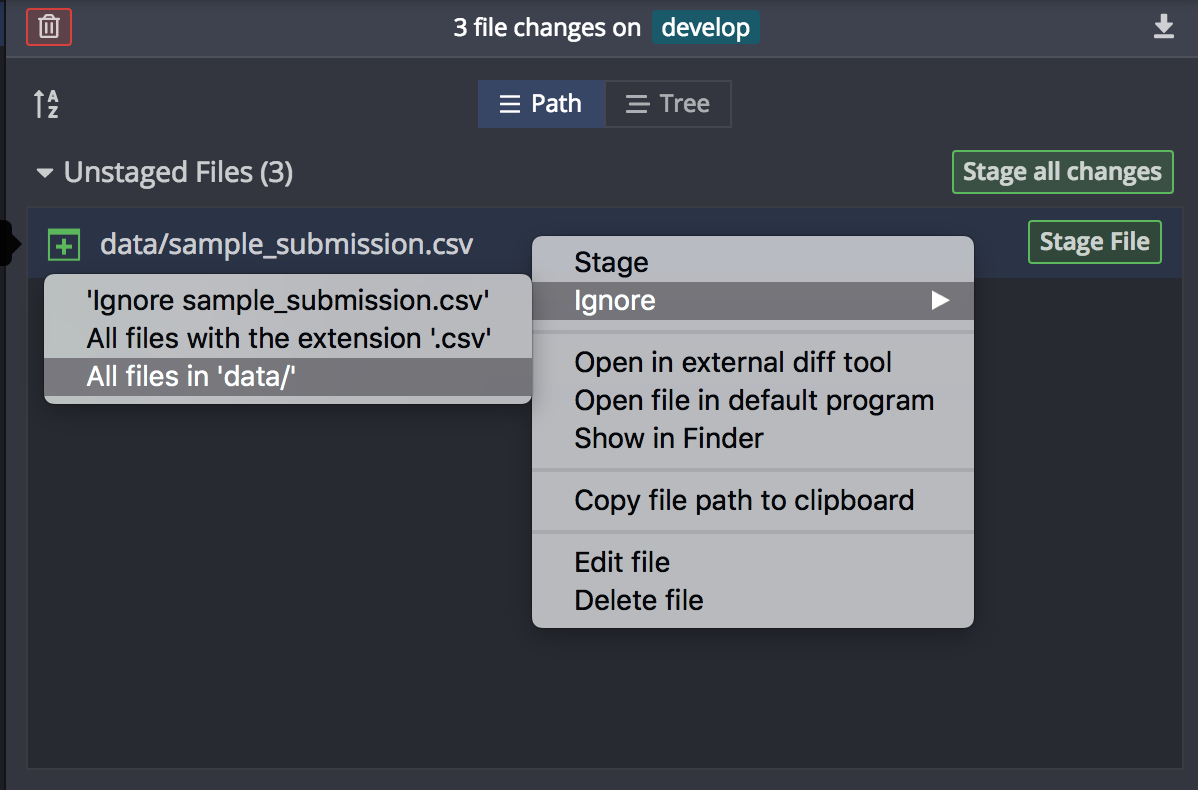 3 file changes on develop
A
Z
Path
Tree
Unstaged Files (3)
Stage all changes
data/sample_submission.csv
Stage File
Stage
Ignore
'Ignore sample_submission.csv'
All files with the extension '.csv'
All files in 'data/'
Open in external diff tool
Open file in default program
Show in Finder
Copy file path to clipboard
Edit file
Delete file